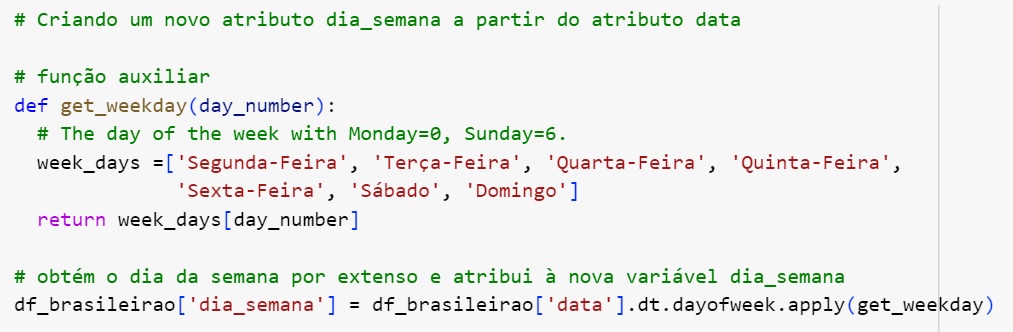 # Criando um novo atributo dia_semana a partir do atributo data
# função auxiliar
def get_weekday(day_number):
  # The day of the week with Monday=0, Sunday=6.
  week_days =['Segunda-Feira', 'Terça-Feira', 'Quarta-Feira', 'Quinta-Feira',
              'Sexta-Feira', 'Sábado', 'Domingo']
  return week_days[day_number]
# obtém o dia da semana por extenso e atribui à nova variável dia_semana
df_brasileirao['dia_semana'] = df_brasileirao['data'].dt.dayofweek.apply(get_weekday)